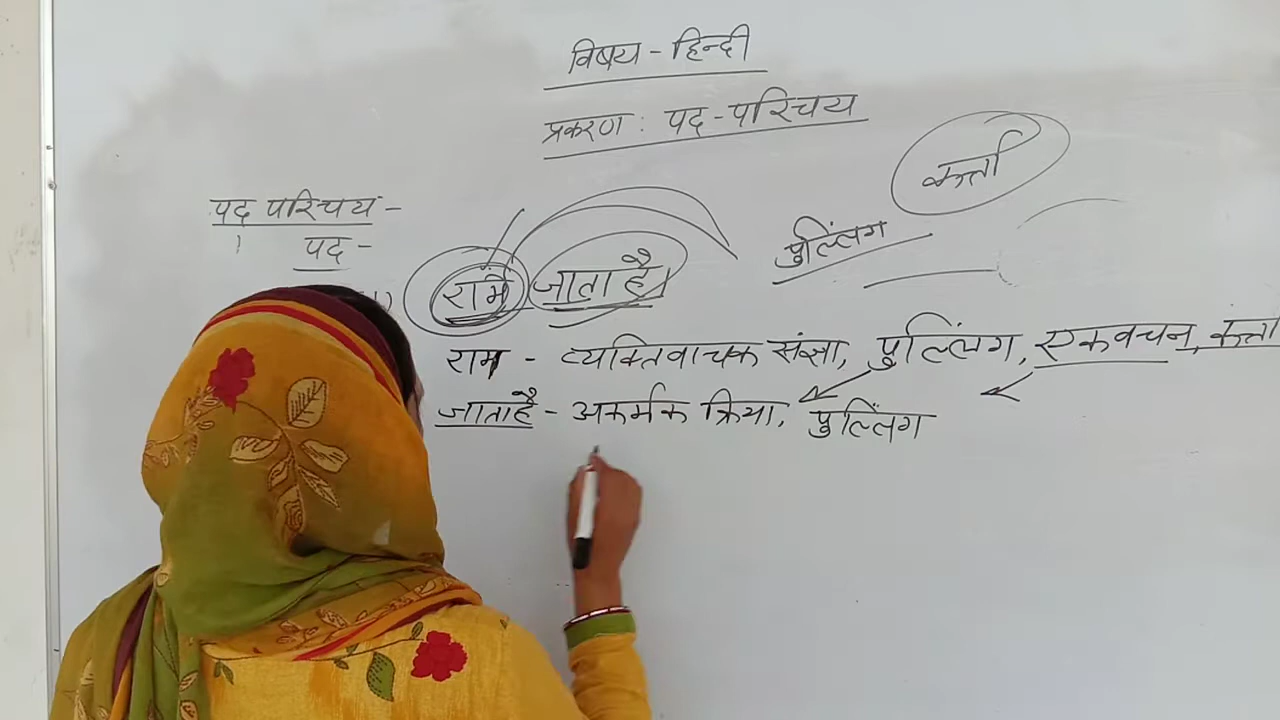 विषय - हिन्दी
प्रकरण : पद - परिचय
कर्त्ता
पद परिचय -
पुल्लिंग
पद -
राम जाता है।
राम - व्यक्तिवाचक संज्ञा, पुल्लिंग, एकवचन, कर्त्ता
जाता है - अकर्मक क्रिया, पुल्लिंग